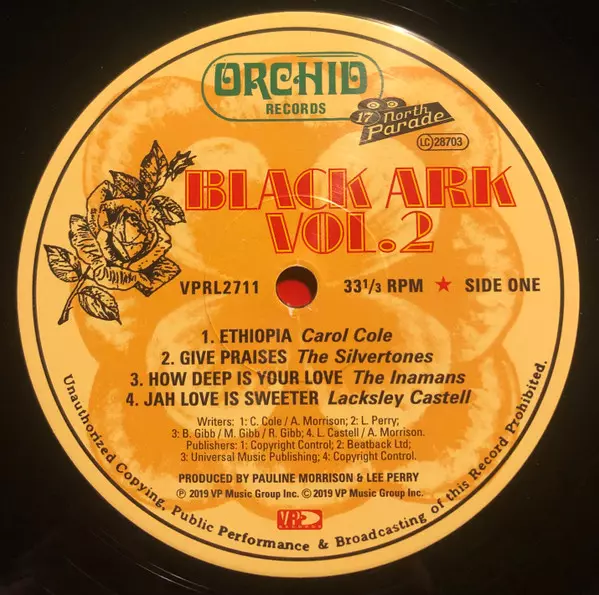 ORCHID
RECORDS
17 North
Parade
LC 28703
BLACK ARK
VOL.2
VPRL2711 33 1/3 RPM ★ SIDE ONE
1. ETHIOPIA Carol Cole
2. GIVE PRAISES The Silvertones
3. HOW DEEP IS YOUR LOVE The Inamans
4. JAH LOVE IS SWEETER Lacksley Castell
Writers: 1: C. Cole / A. Morrison; 2: L. Perry;
3: B. Gibb / M. Gibb / R. Gibb; 4. L. Castell / A. Morrison.
Publishers: 1: Copyright Control; 2: Beatback Ltd;
3: Universal Music Publishing; 4: Copyright Control.
PRODUCED BY PAULINE MORRISON & LEE PERRY
℗ 2019 VP Music Group Inc. © 2019 VP Music Group Inc.
VP
Unauthorized Copying, Public Performance & Broadcasting of this Record Prohibited.